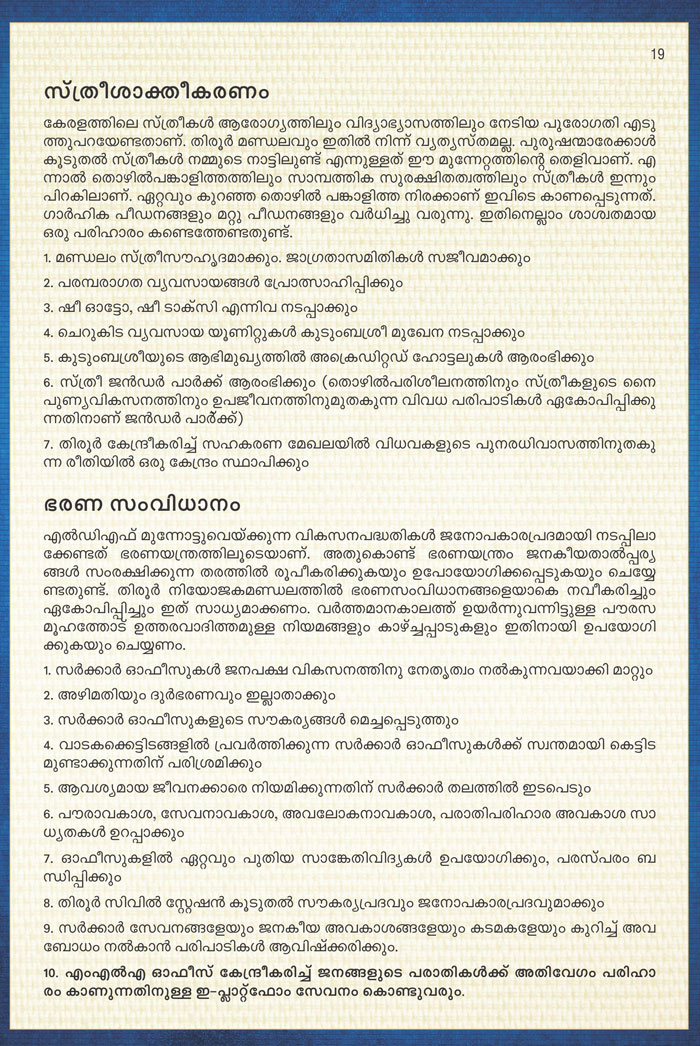 19
സ്ത്രീശാക്തീകരണം
കേരളത്തിലെ സ്ത്രീകൾ ആരോഗ്യത്തിലും വിദ്യാഭ്യാസത്തിലും നേടിയ പുരോഗതി എടു
ത്തുപറയേണ്ടതാണ്. തിരൂർ മണ്ഡലവും ഇതിൽ നിന്ന് വ്യത്യസ്തമല്ല. പുരുഷന്മാരേക്കാൾ
കൂടുതൽ സ്ത്രീകൾ നമ്മുടെ നാട്ടിലുണ്ട് എന്നുള്ളത് ഈ മുന്നേറ്റത്തിന്റെ തെളിവാണ്. എ
ന്നാൽ തൊഴിൽപങ്കാളിത്തത്തിലും സാമ്പത്തിക സുരക്ഷിതത്വത്തിലും സ്ത്രീകൾ ഇന്നും
പിറകിലാണ്. ഏറ്റവും കുറഞ്ഞ തൊഴിൽ പങ്കാളിത്ത നിരക്കാണ് ഇവിടെ കാണപ്പെടുന്നത്.
ഗാർഹിക പീഡനങ്ങളും മറ്റു പീഡനങ്ങളും വർധിച്ചു വരുന്നു. ഇതിനെല്ലാം ശാശ്വതമായ
ഒരു പരിഹാരം കണ്ടെത്തേണ്ടതുണ്ട്.
1. മണ്ഡലം സ്ത്രീസൗഹൃദമാക്കും. ജാഗ്രതാസമിതികൾ സജീവമാക്കും
2. പരമ്പരാഗത വ്യവസായങ്ങൾ പ്രോത്സാഹിപ്പിക്കും
3. ഷീ ഓട്ടോ, ഷീ ടാക്സി എന്നിവ നടപ്പാക്കും
4. ചെറുകിട വ്യവസായ യൂണിറ്റുകൾ കുടുംബശ്രീ മുഖേന നടപ്പാക്കും
5. കുടുംബശ്രീയുടെ ആഭിമുഖ്യത്തിൽ അക്രെഡിറ്റഡ് ഹോട്ടലുകൾ ആരംഭിക്കും
6. സ്ത്രീ ജൻഡർ പാർക്ക് ആരംഭിക്കും (തൊഴിൽപരിശീലനത്തിനും സ്ത്രീകളുടെ നൈ
പുണ്യവികസനത്തിനും ഉപജീവനത്തിനുമുതകുന്ന വിവധ പരിപാടികൾ ഏകോപിപ്പിക്കു
ന്നതിനാണ് ജൻഡർ പാർക്ക്)
7. തിരൂർ കേന്ദ്രീകരിച്ച് സഹകരണ മേഖലയിൽ വിധവകളുടെ പുനരധിവാസത്തിനുതകു
ന്ന രീതിയിൽ ഒരു കേന്ദ്രം സ്ഥാപിക്കും
ഭരണ സംവിധാനം
എൽഡിഎഫ് മുന്നോട്ടുവെയ്ക്കുന്ന വികസനപദ്ധതികൾ ജനോപകാരപ്രദമായി നടപ്പിലാ
ക്കേണ്ടത് ഭരണയന്ത്രത്തിലൂടെയാണ്. അതുകൊണ്ട് ഭരണയന്ത്രം ജനകീയതാൽപ്പര്യ
ങ്ങൾ സംരക്ഷിക്കുന്ന തരത്തിൽ രൂപീകരിക്കുകയും ഉപോയോഗിക്കപ്പെടുകയും ചെയ്യേ
ണ്ടതുണ്ട്. തിരൂർ നിയോജകമണ്ഡലത്തിൽ ഭരണസംവിധാനങ്ങളെയാകെ നവീകരിച്ചും
ഏകോപിപ്പിച്ചും ഇത് സാധ്യമാക്കണം. വർത്തമാനകാലത്ത് ഉയർന്നുവന്നിട്ടുള്ള പൗരസ
മൂഹത്തോട് ഉത്തരവാദിത്തമുള്ള നിയമങ്ങളും കാഴ്ച്ചപ്പാടുകളും ഇതിനായി ഉപയോഗി
ക്കുകയും ചെയ്യണം.
1. സർക്കാർ ഓഫീസുകൾ ജനപക്ഷ വികസനത്തിനു നേതൃത്വം നൽകുന്നവയാക്കി മാറ്റും
2. അഴിമതിയും ദുർഭരണവും ഇല്ലാതാക്കും
3. സർക്കാർ ഓഫീസുകളുടെ സൗകര്യങ്ങൾ മെച്ചപ്പെടുത്തും
4. വാടകക്കെട്ടിടങ്ങളിൽ പ്രവർത്തിക്കുന്ന സർക്കാർ ഓഫീസുകൾക്ക് സ്വന്തമായി കെട്ടിട
മുണ്ടാക്കുന്നതിന് പരിശ്രമിക്കും
5. ആവശ്യമായ ജീവനക്കാരെ നിയമിക്കുന്നതിന് സർക്കാർ തലത്തിൽ ഇടപെടും
6. പൗരാവകാശ, സേവനാവകാശ, അവലോകനാവകാശ, പരാതിപരിഹാര അവകാശ സാ
ധ്യതകൾ ഉറപ്പാക്കും
7. ഓഫീസുകളിൽ ഏറ്റവും പുതിയ സാങ്കേതിവിദ്യകൾ ഉപയോഗിക്കും, പരസ്പരം ബ
ന്ധിപ്പിക്കും
8. തിരൂർ സിവിൽ സ്റ്റേഷൻ കൂടുതൽ സൗകര്യപ്രദവും ജനോപകാരപ്രദവുമാക്കും
9. സർക്കാർ സേവനങ്ങളേയും ജനകീയ അവകാശങ്ങളേയും കടമകളേയും കുറിച്ച് അവ
ബോധം നൽകാൻ പരിപാടികൾ ആവിഷ്ക്കരിക്കും.
10. എംഎൽഎ ഓഫീസ് കേന്ദ്രീകരിച്ച് ജനങ്ങളുടെ പരാതികൾക്ക് അതിവേഗം പരിഹാ
രം കാണുന്നതിനുള്ള ഇ-പ്ലാറ്റ്ഫോം സേവനം കൊണ്ടുവരും.